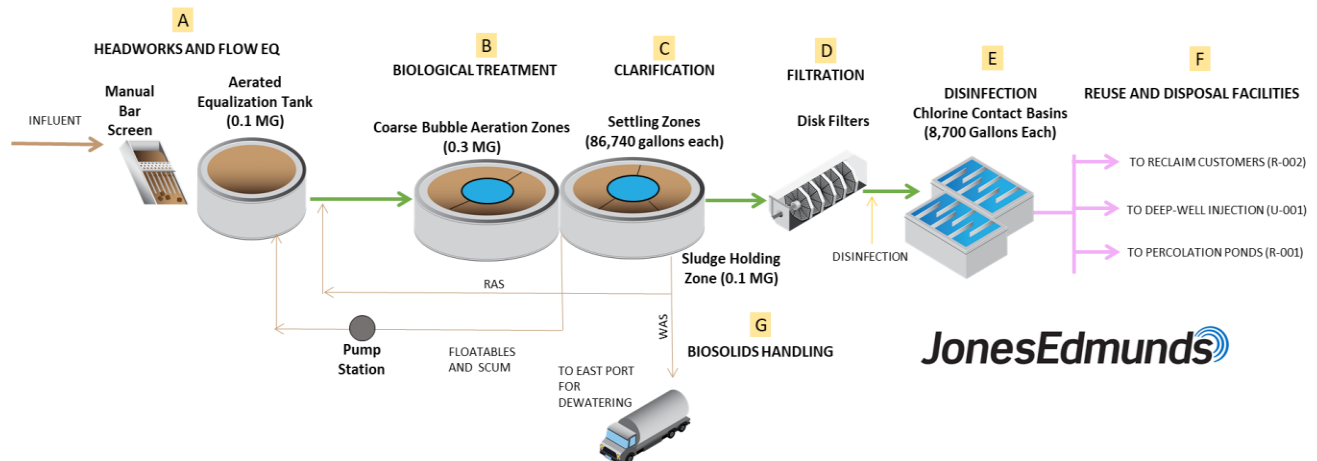 A
HEADWORKS AND FLOW EQ
Manual
Bar
Screen
Aerated
Equalization Tank
(0.1 MG)
INFLUENT
B
BIOLOGICAL TREATMENT
Coarse Bubble Aeration Zones
(0.3 MG)
C
CLARIFICATION
Settling Zones
(86,740 gallons each)
D
FILTRATION
Disk Filters
E
DISINFECTION
Chlorine Contact Basins
(8,700 Gallons Each)
F
REUSE AND DISPOSAL FACILITIES
TO RECLAIM CUSTOMERS (R-002)
TO DEEP-WELL INJECTION (U-001)
TO PERCOLATION PONDS (R-001)
DISINFECTION
Sludge Holding
Zone (0.1 MG)
RAS
WAS
Pump
Station
FLOATABLES
AND SCUM
G
BIOSOLIDS HANDLING
TO EAST PORT
FOR
DEWATERING
JonesEdmunds